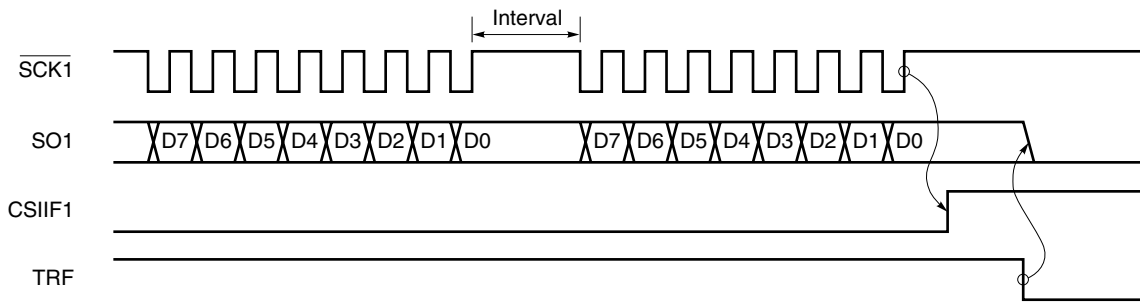 Interval
SCK1
SO1 D7 D6 D5 D4 D3 D2 D1 D0 D7 D6 D5 D4 D3 D2 D1 D0
CSIIF1
TRF